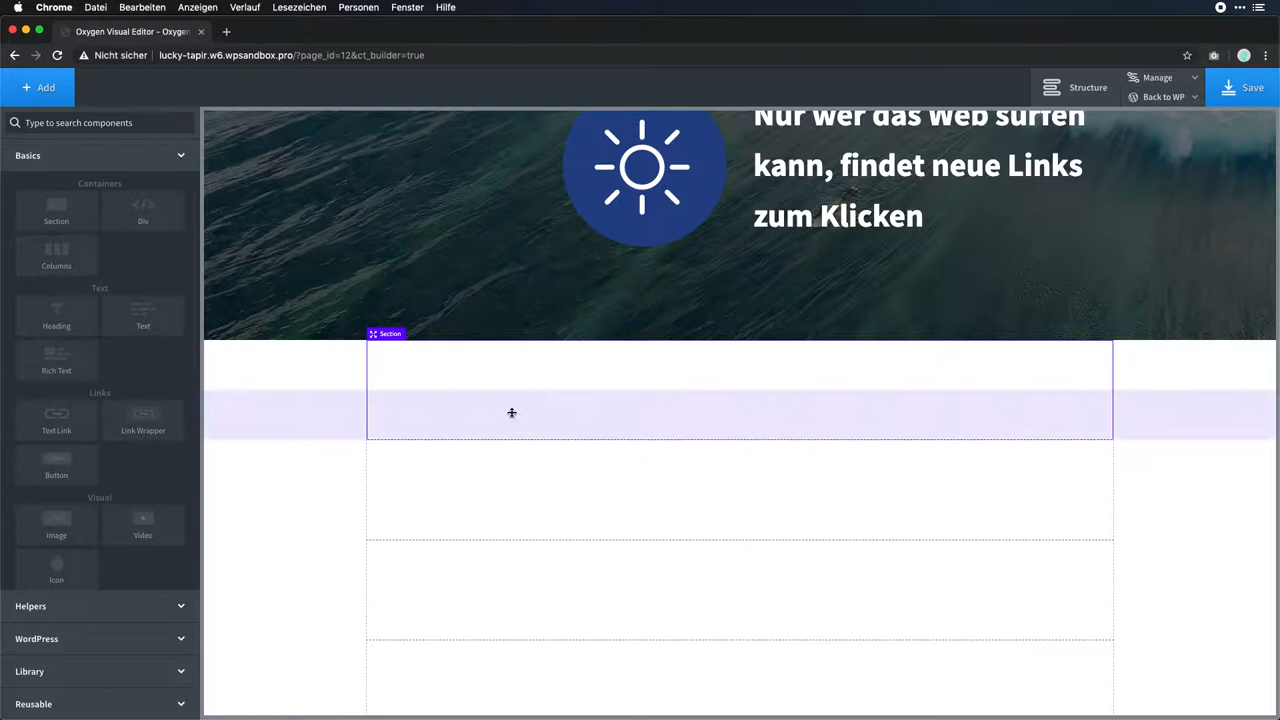 Chrome Datei Bearbeiten Anzeigen Verlauf Lesezeichen Personen Fenster Hilfe
Oxygen Visual Editor - Oxygen
Nicht sicher lucky-tapir.w6.wpsandbox.pro/?page_id=12&ct_builder=true
+ Add
Structure
Manage
Back to WP
Save
Type to search components
Basics
Containers
Section Div
Columns
Text
Heading Text
Rich Text
Links
Text Link Link Wrapper
Button
Visual
Image Video
Icon
Helpers
WordPress
Library
Reusable
Nur wer das Web surfen
kann, findet neue Links
zum Klicken
Section